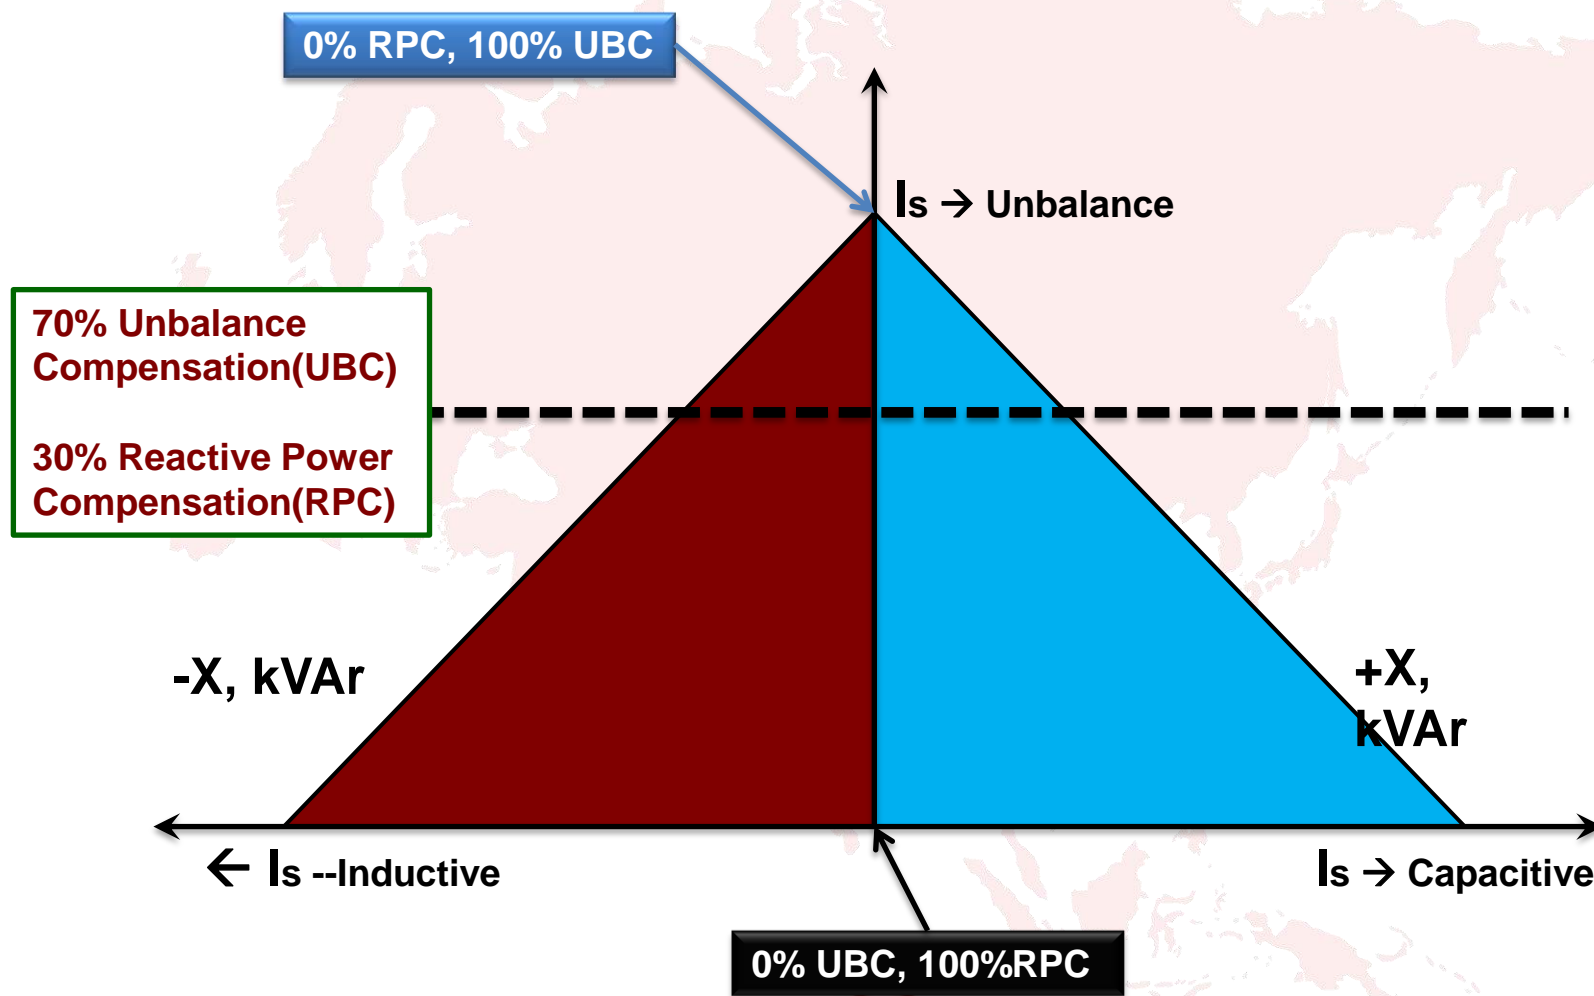 0% RPC, 100% UBC
Is → Unbalance
70% Unbalance
Compensation(UBC)
30% Reactive Power
Compensation(RPC)
-X, kVAr
+X,
kVAr
← Is --Inductive
Is → Capacitive
0% UBC, 100%RPC